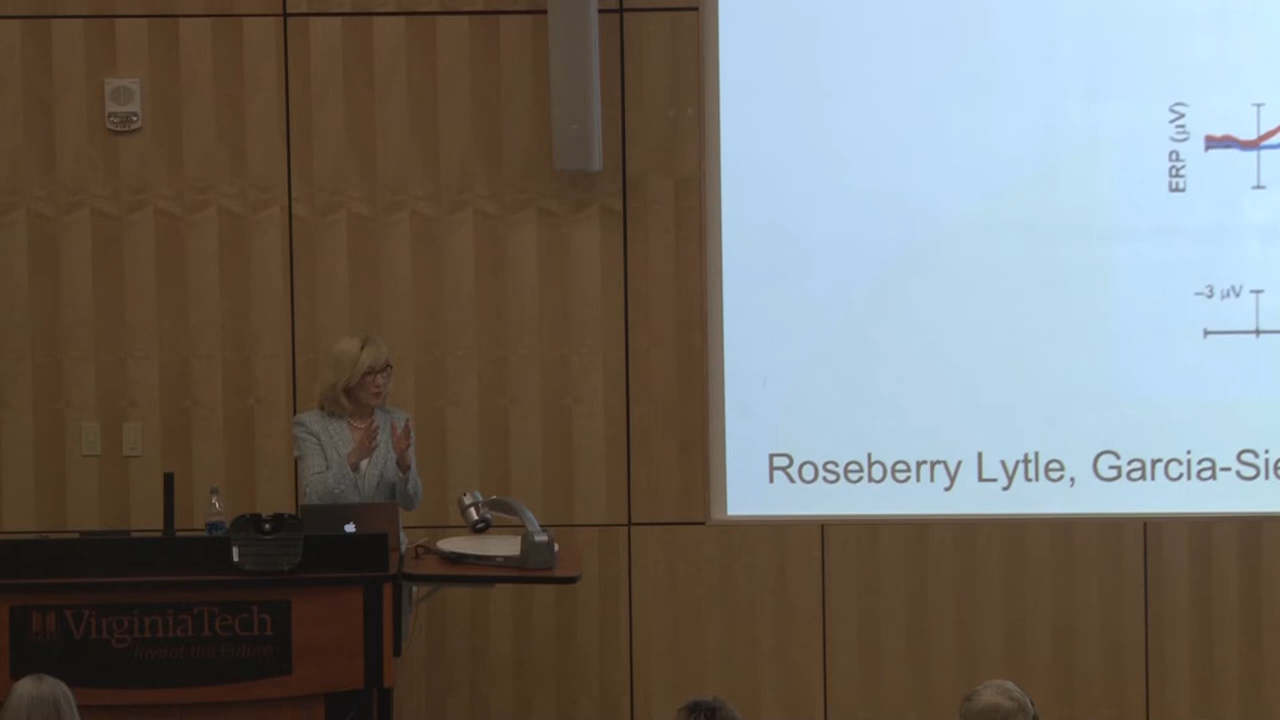 ERP (μV)
–3 μV
Roseberry Lytle, Garcia-Sie
VirginiaTech
Invent the Future